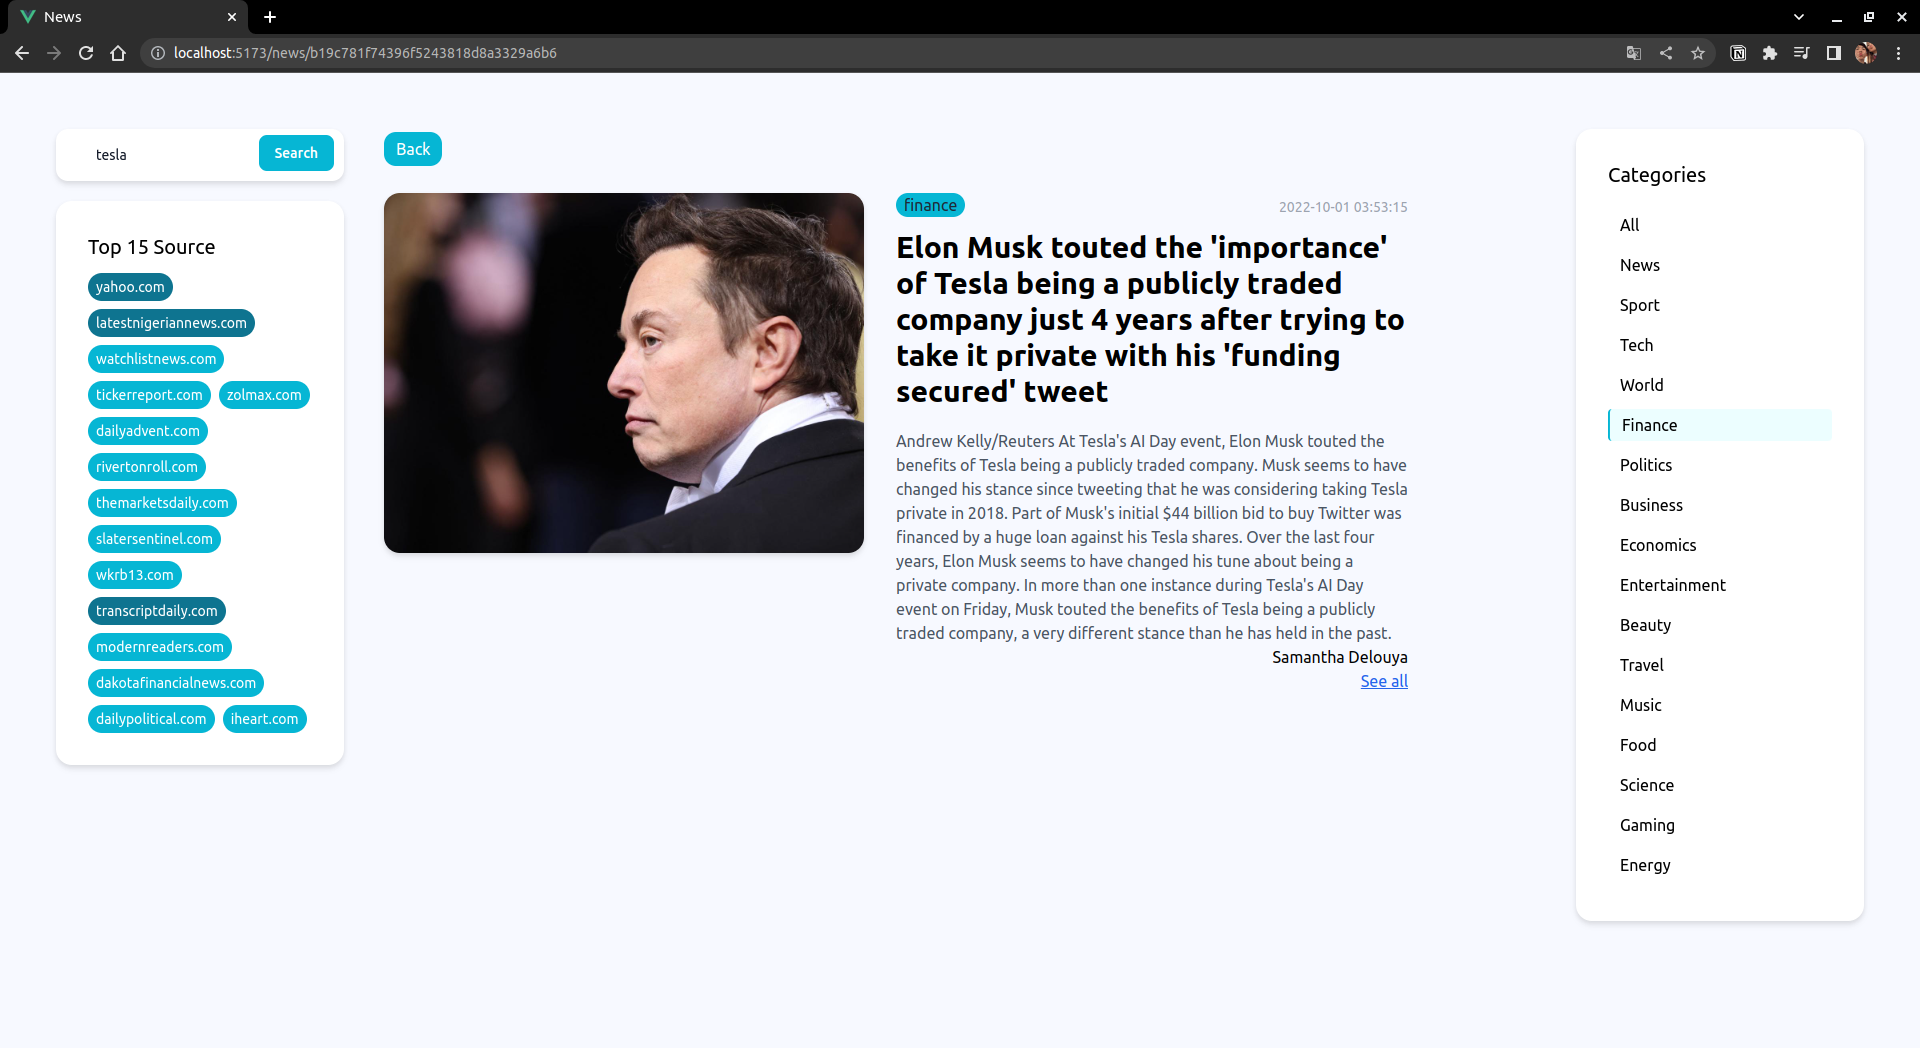 News
localhost:5173/news/b19c781f74396f5243818d8a3329a6b6
tesla
Search
Top 15 Source
yahoo.com
latestnigeriannews.com
watchlistnews.com
tickerreport.com zolmax.com
dailyadvent.com
rivertonroll.com
themarketsdaily.com
slatersentinel.com
wkrb13.com
transcriptdaily.com
modernreaders.com
dakotafinancialnews.com
dailypolitical.com iheart.com
Back
finance 2022-10-01 03:53:15
Elon Musk touted the 'importance'
of Tesla being a publicly traded
company just 4 years after trying to
take it private with his 'funding
secured' tweet
Andrew Kelly/Reuters At Tesla's AI Day event, Elon Musk touted the
benefits of Tesla being a publicly traded company. Musk seems to have
changed his stance since tweeting that he was considering taking Tesla
private in 2018. Part of Musk's initial $44 billion bid to buy Twitter was
financed by a huge loan against his Tesla shares. Over the last four
years, Elon Musk seems to have changed his tune about being a
private company. In more than one instance during Tesla's AI Day
event on Friday, Musk touted the benefits of Tesla being a publicly
traded company, a very different stance than he has held in the past.
Samantha Delouya
See all
Categories
All
News
Sport
Tech
World
Finance
Politics
Business
Economics
Entertainment
Beauty
Travel
Music
Food
Science
Gaming
Energy